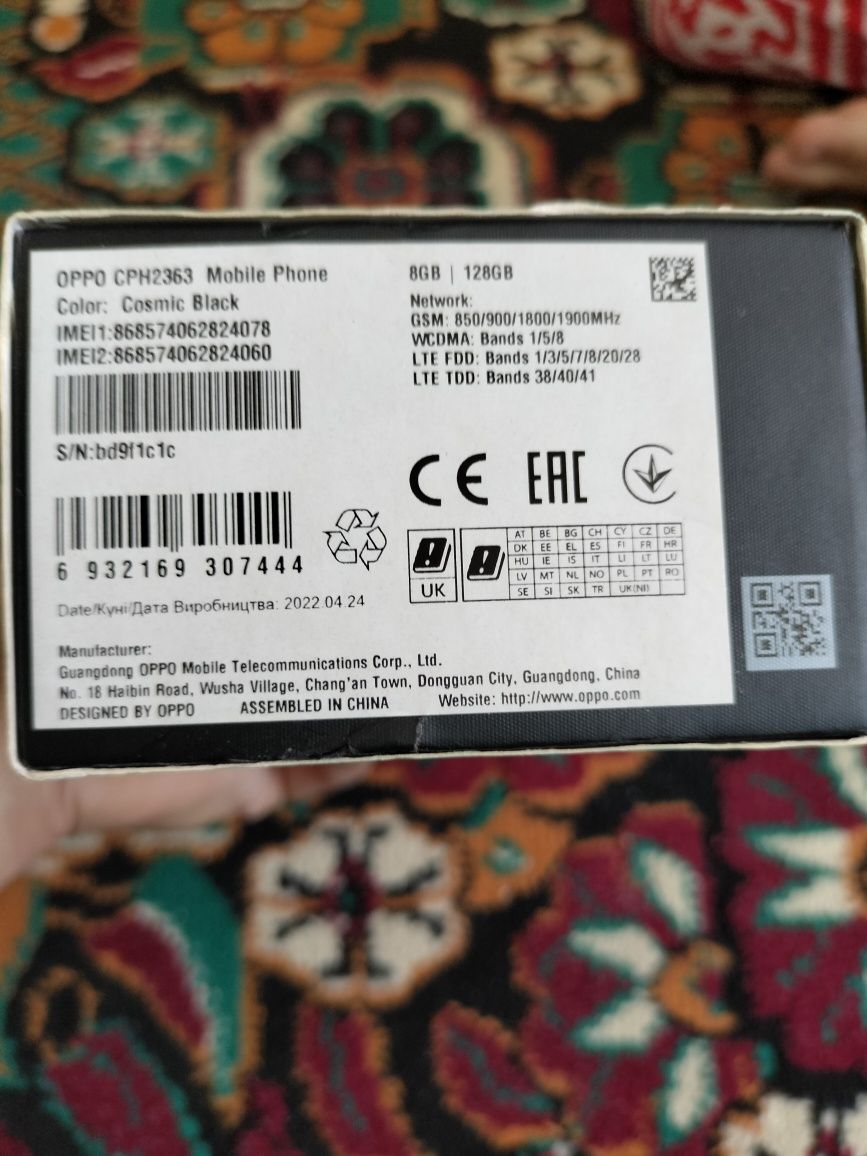 OPPO CPH2363 Mobile Phone
Color: Cosmic Black
IMEI1:868574062824078
IMEI2:868574062824060
S/N:bd9f1c1c
6 932169 307444
Date/Күні/Дата Виробництва: 2022.04.24
8GB | 128GB
Network:
GSM: 850/900/1800/1900MHz
WCDMA: Bands 1/5/8
LTE FDD: Bands 1/3/5/7/8/20/28
LTE TDD: Bands 38/40/41
CE EAC
UK
AT BE BG CH CY CZ DE
DK EE EL ES FI FR HR
HU IE IS IT LI LT LU
LV MT NL NO PL PT RO
SE SI SK TR UK(NI)
Manufacturer:
Guangdong OPPO Mobile Telecommunications Corp., Ltd.
No. 18 Haibin Road, Wusha Village, Chang'an Town, Dongguan City, Guangdong, China
DESIGNED BY OPPO ASSEMBLED IN CHINA Website: http://www.oppo.com